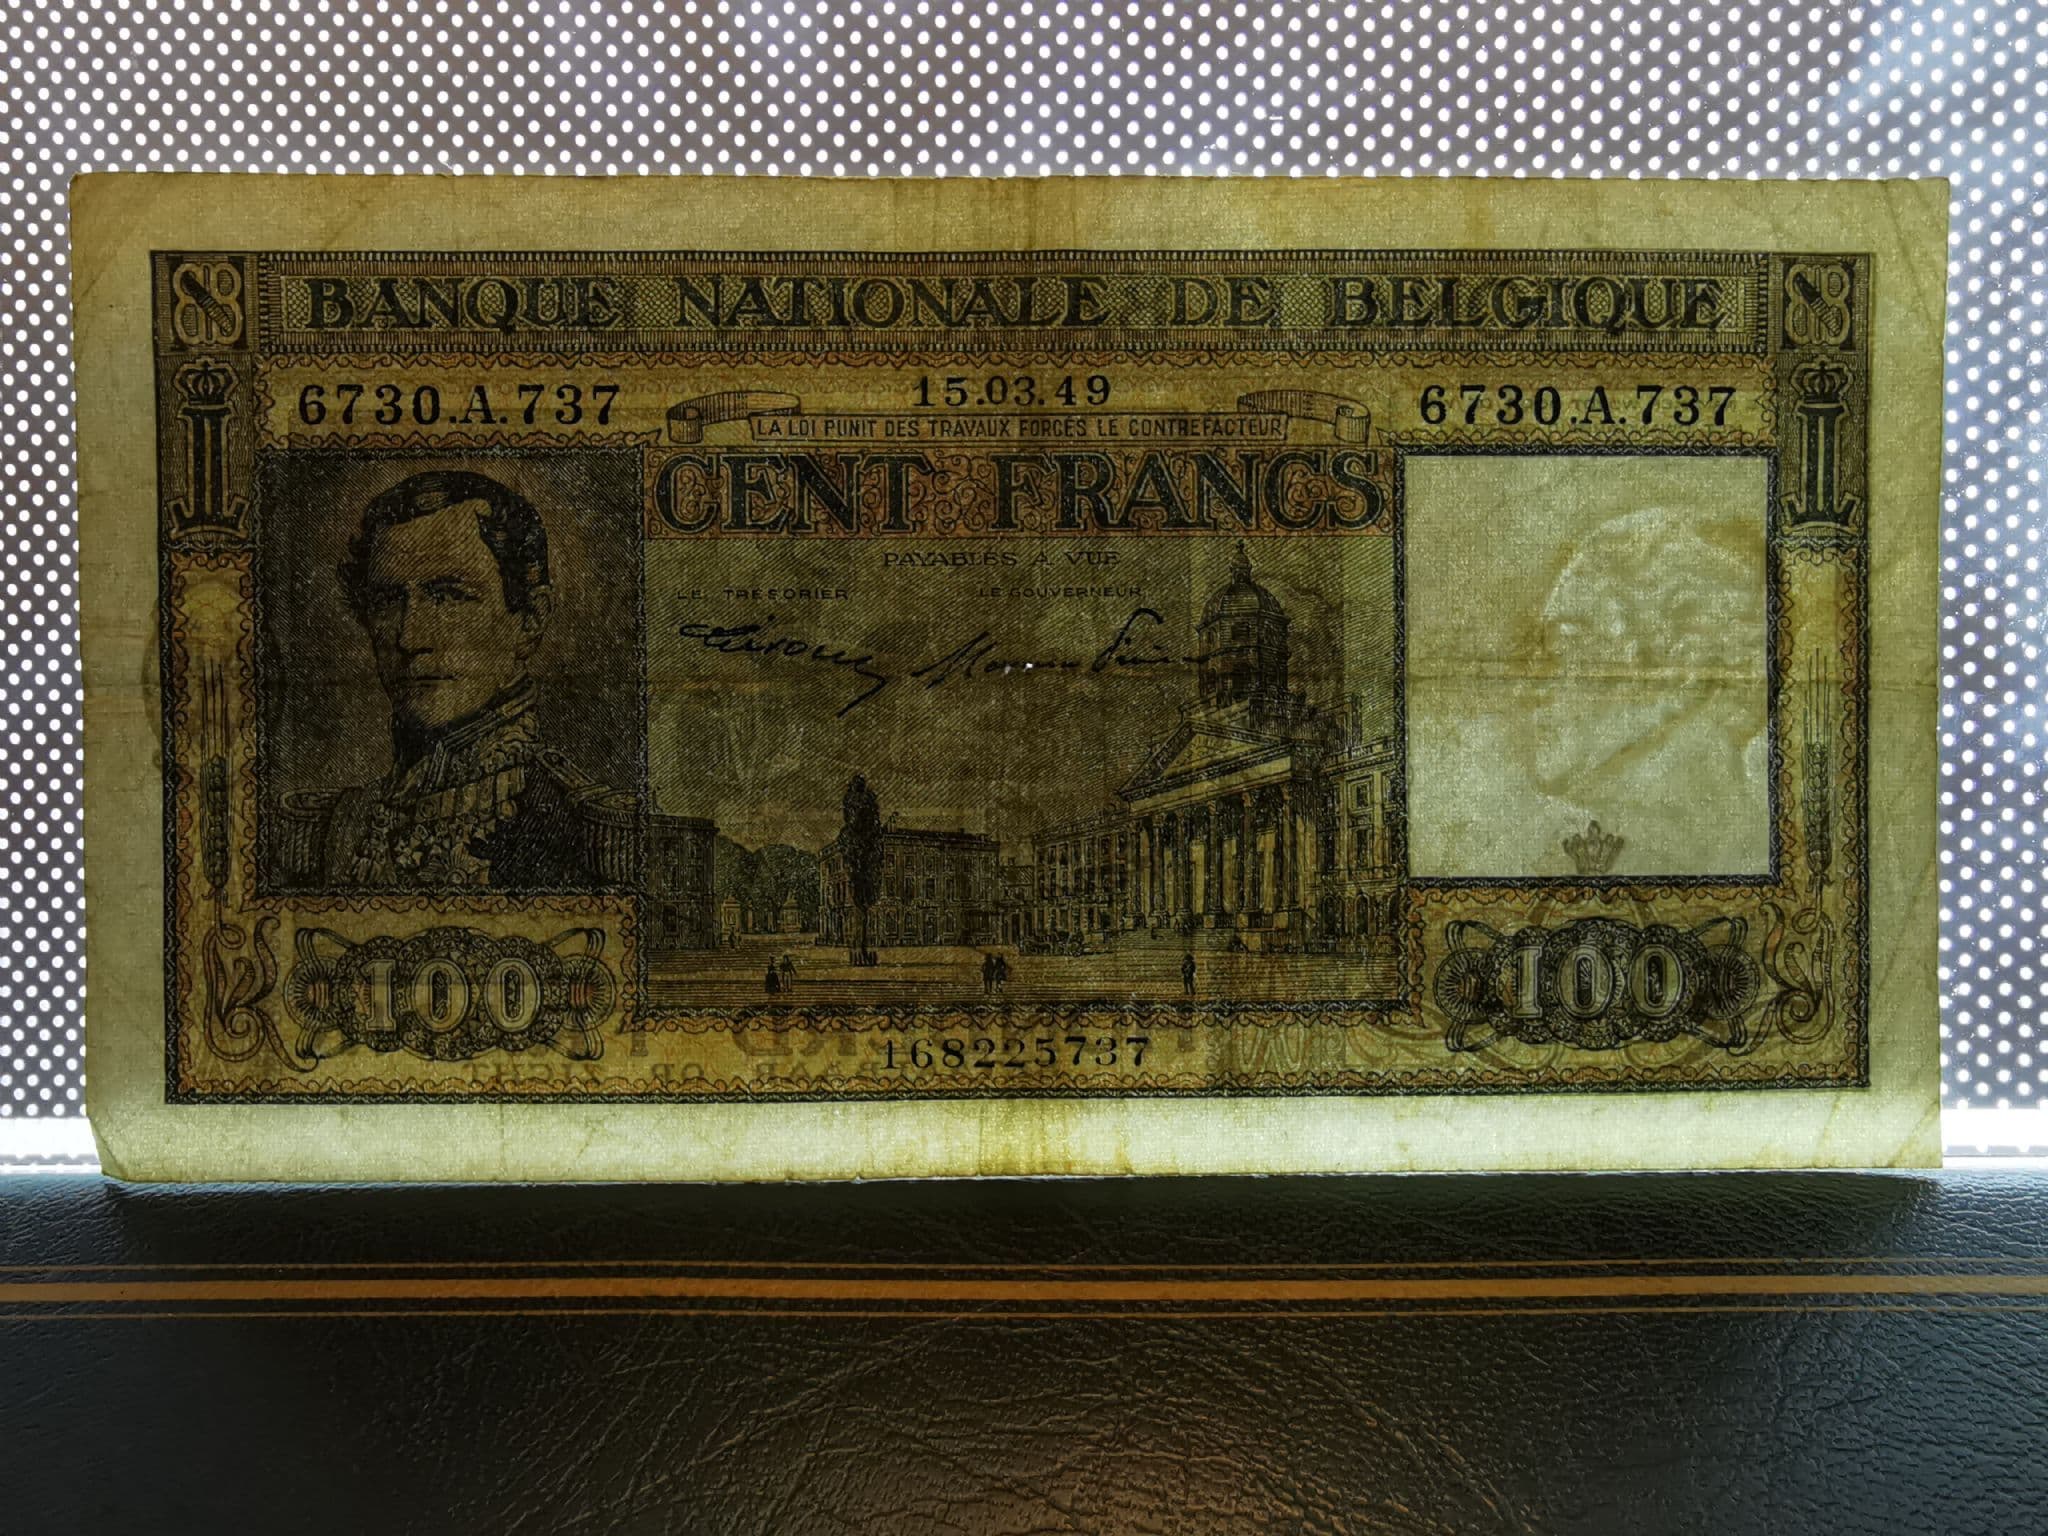 BANQUE NATIONALE DE BELGIQUE
6730.A.737 15.03.49 6730.A.737
LA LOI PUNIT DES TRAVAUX FORCÉS LE CONTREFACTEUR
CENT FRANCS
PAYABLES A VUE
LE TRÉSORIER LE GOUVERNEUR
100 100
168225737